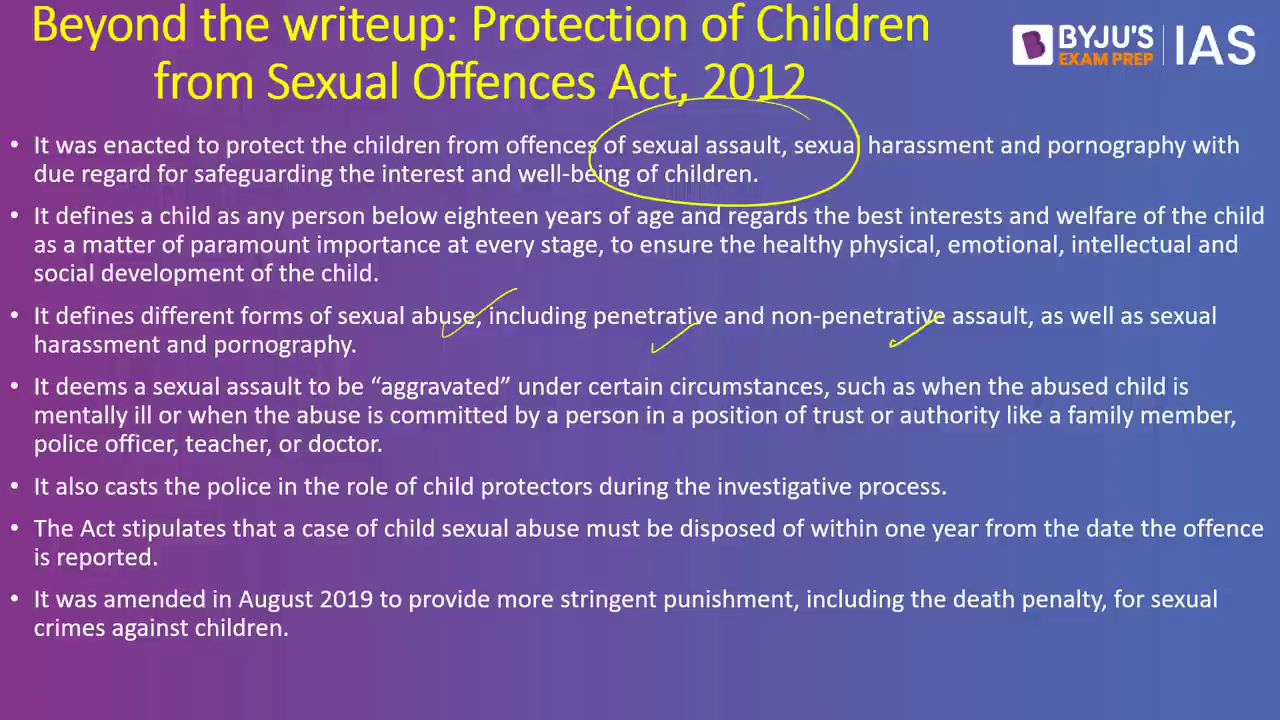 Beyond the writeup: Protection of Children
from Sexual Offences Act, 2012
BYJU'S
EXAM PREP
IAS
• It was enacted to protect the children from offences of sexual assault, sexual harassment and pornography with
due regard for safeguarding the interest and well-being of children.
• It defines a child as any person below eighteen years of age and regards the best interests and welfare of the child
as a matter of paramount importance at every stage, to ensure the healthy physical, emotional, intellectual and
social development of the child.
• It defines different forms of sexual abuse, including penetrative and non-penetrative assault, as well as sexual
harassment and pornography.
• It deems a sexual assault to be “aggravated” under certain circumstances, such as when the abused child is
mentally ill or when the abuse is committed by a person in a position of trust or authority like a family member,
police officer, teacher, or doctor.
• It also casts the police in the role of child protectors during the investigative process.
• The Act stipulates that a case of child sexual abuse must be disposed of within one year from the date the offence
is reported.
• It was amended in August 2019 to provide more stringent punishment, including the death penalty, for sexual
crimes against children.